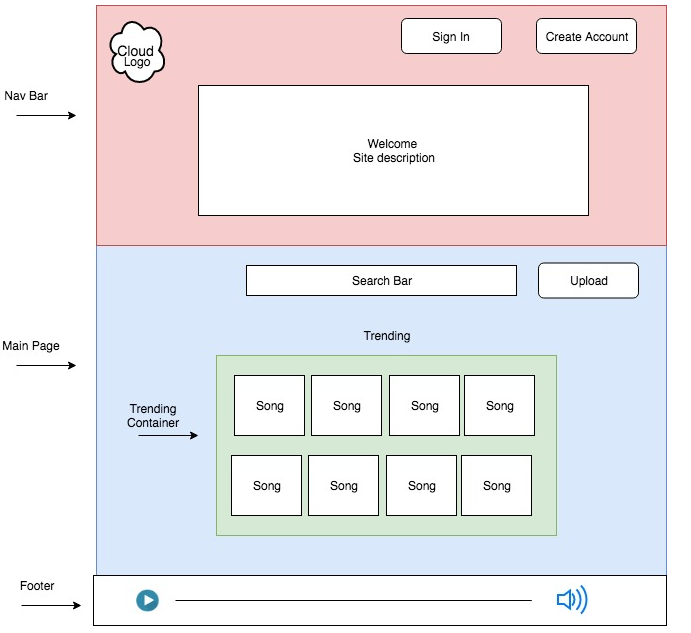 Cloud
Logo
Sign In
Create Account
Nav Bar
Welcome
Site description
Search Bar
Upload
Main Page
Trending
Trending
Container
Song
Song
Song
Song
Song
Song
Song
Song
Footer